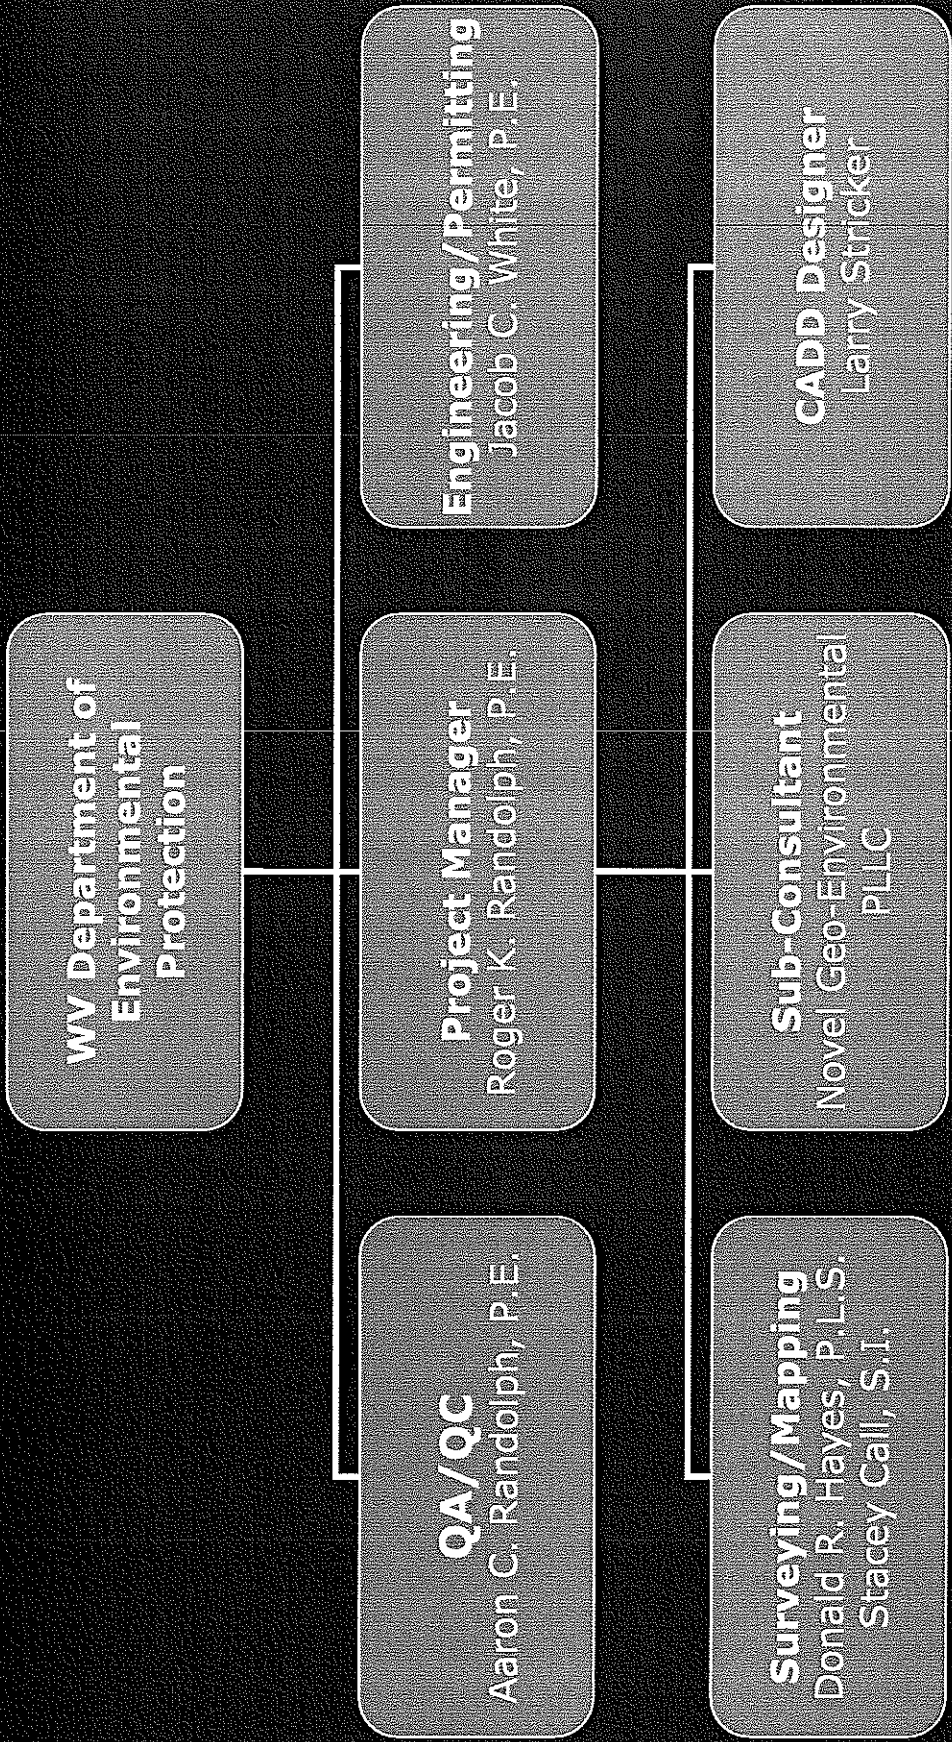 WV Department of
Environmental
Protection
QA/QC
Aaron C. Randolph, P.E.
Project Manager
Roger K. Randolph, P.E.
Engineering/Permitting
Jacob C. White, P.E.
Surveying/Mapping
Donald R. Hayes, P.L.S.
Stacey Call, S.I.
Sub-Consultant
Novel Geo-Environmental
PLLC
CADD Designer
Larry Stricker